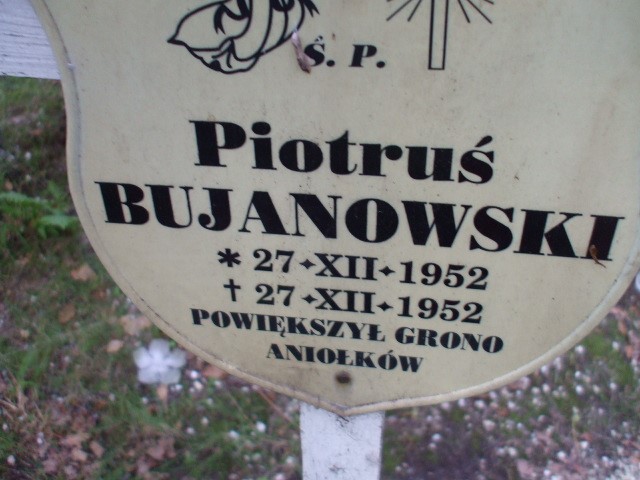 Ś. P.
Piotruś
BUJANOWSKI
* 27✦XII✦1952
† 27✦XII✦1952
POWIĘKSZYŁ GRONO
ANIOŁKÓW